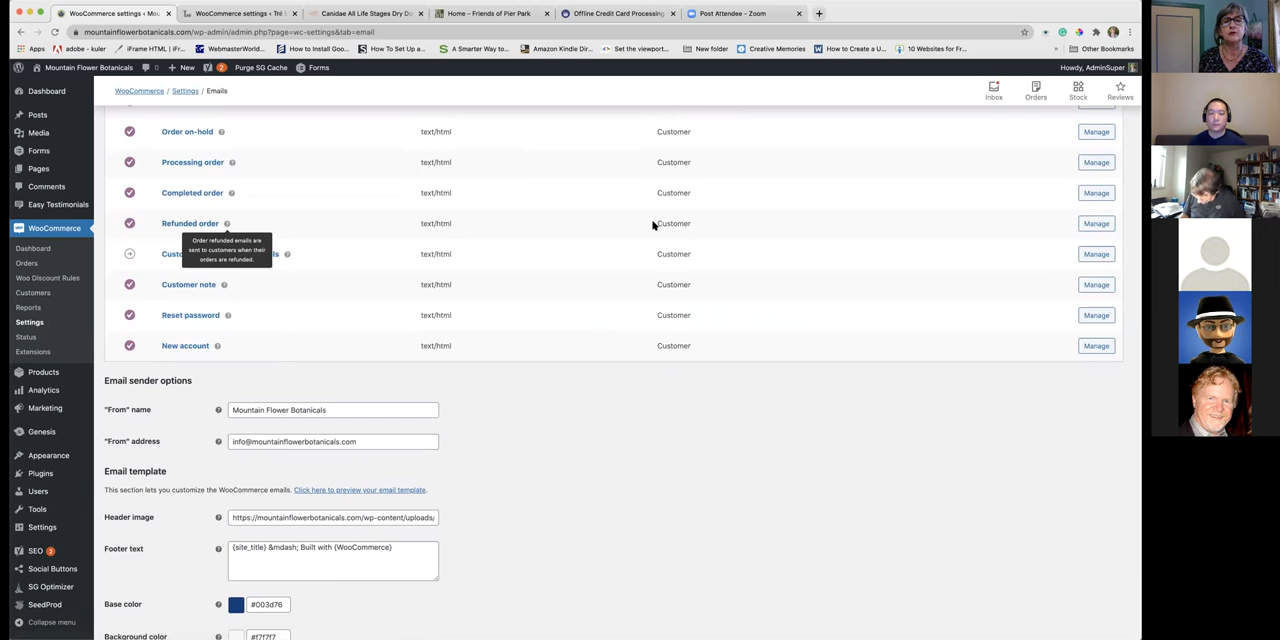 WooCommerce settings ‹ Mou
WooCommerce settings ‹ Tré
Canidae All Life Stages Dry Do
Home – Friends of Pier Park
Offline Credit Card Processing
Post Attendee - Zoom
mountainflowerbotanicals.com/wp-admin/admin.php?page=wc-settings&tab=email
Apps
adobe - kuler
iFrame HTML (iFr...
WebmasterWorld...
How to Install Goo...
How To Set Up a...
A Smarter Way to...
Amazon Kindle Dir...
Set the viewport...
New folder
Creative Memories
How to Create a U...
10 Websites for Fr...
»
Other Bookmarks
Mountain Flower Botanicals
0
New
2
Purge SG Cache
Forms
Howdy, AdminSuper
WooCommerce / Settings / Emails
Inbox
Orders
Stock
Reviews
Dashboard
Posts
Media
Forms
Pages
Comments
Easy Testimonials
WooCommerce
Dashboard
Orders
Woo Discount Rules
Customers
Reports
Settings
Status
Extensions
Products
Analytics
Marketing
Genesis
Appearance
Plugins
Users
Tools
Settings
SEO 2
Social Buttons
SG Optimizer
SeedProd
Collapse menu
Order on-hold text/html Customer Manage
Processing order text/html Customer Manage
Completed order text/html Customer Manage
Refunded order text/html Customer Manage
Order refunded emails are
sent to customers when their
orders are refunded.
text/html Customer Manage
Customer note text/html Customer Manage
Reset password text/html Customer Manage
New account text/html Customer Manage
Email sender options
"From" name Mountain Flower Botanicals
"From" address info@mountainflowerbotanicals.com
Email template
This section lets you customize the WooCommerce emails. Click here to preview your email template.
Header image https://mountainflowerbotanicals.com/wp-content/uploads/
Footer text {site_title} &mdash; Built with {WooCommerce}
Base color #003d76
Background color #f7f7f7